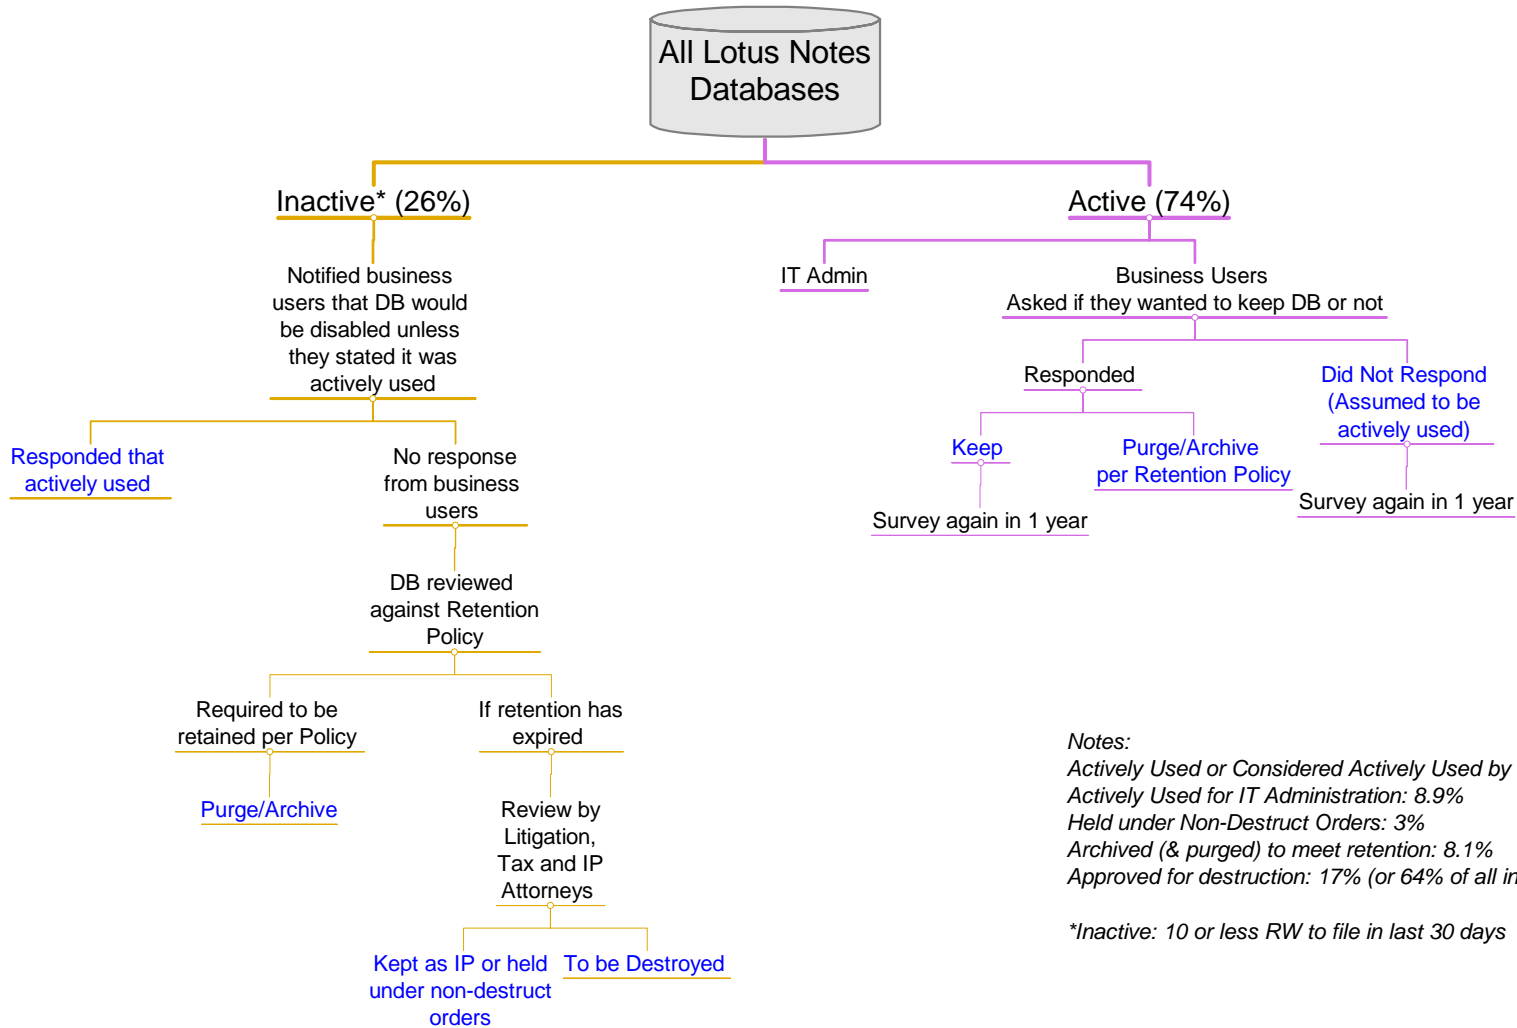 All Lotus Notes
Databases
Inactive* (26%)
Active (74%)
Notified business
users that DB would
be disabled unless
they stated it was
actively used
IT Admin
Business Users
Asked if they wanted to keep DB or not
Responded
Did Not Respond
(Assumed to be
actively used)
Responded that
actively used
No response
from business
users
Keep
Purge/Archive
per Retention Policy
Survey again in 1 year
Survey again in 1 year
DB reviewed
against Retention
Policy
Required to be
retained per Policy
If retention has
expired
Purge/Archive
Review by
Litigation,
Tax and IP
Attorneys
Kept as IP or held
under non-destruct
orders
To be Destroyed
Notes:
Actively Used or Considered Actively Used by
Actively Used for IT Administration: 8.9%
Held under Non-Destruct Orders: 3%
Archived (& purged) to meet retention: 8.1%
Approved for destruction: 17% (or 64% of all
*Inactive: 10 or less RW to file in last 30 days